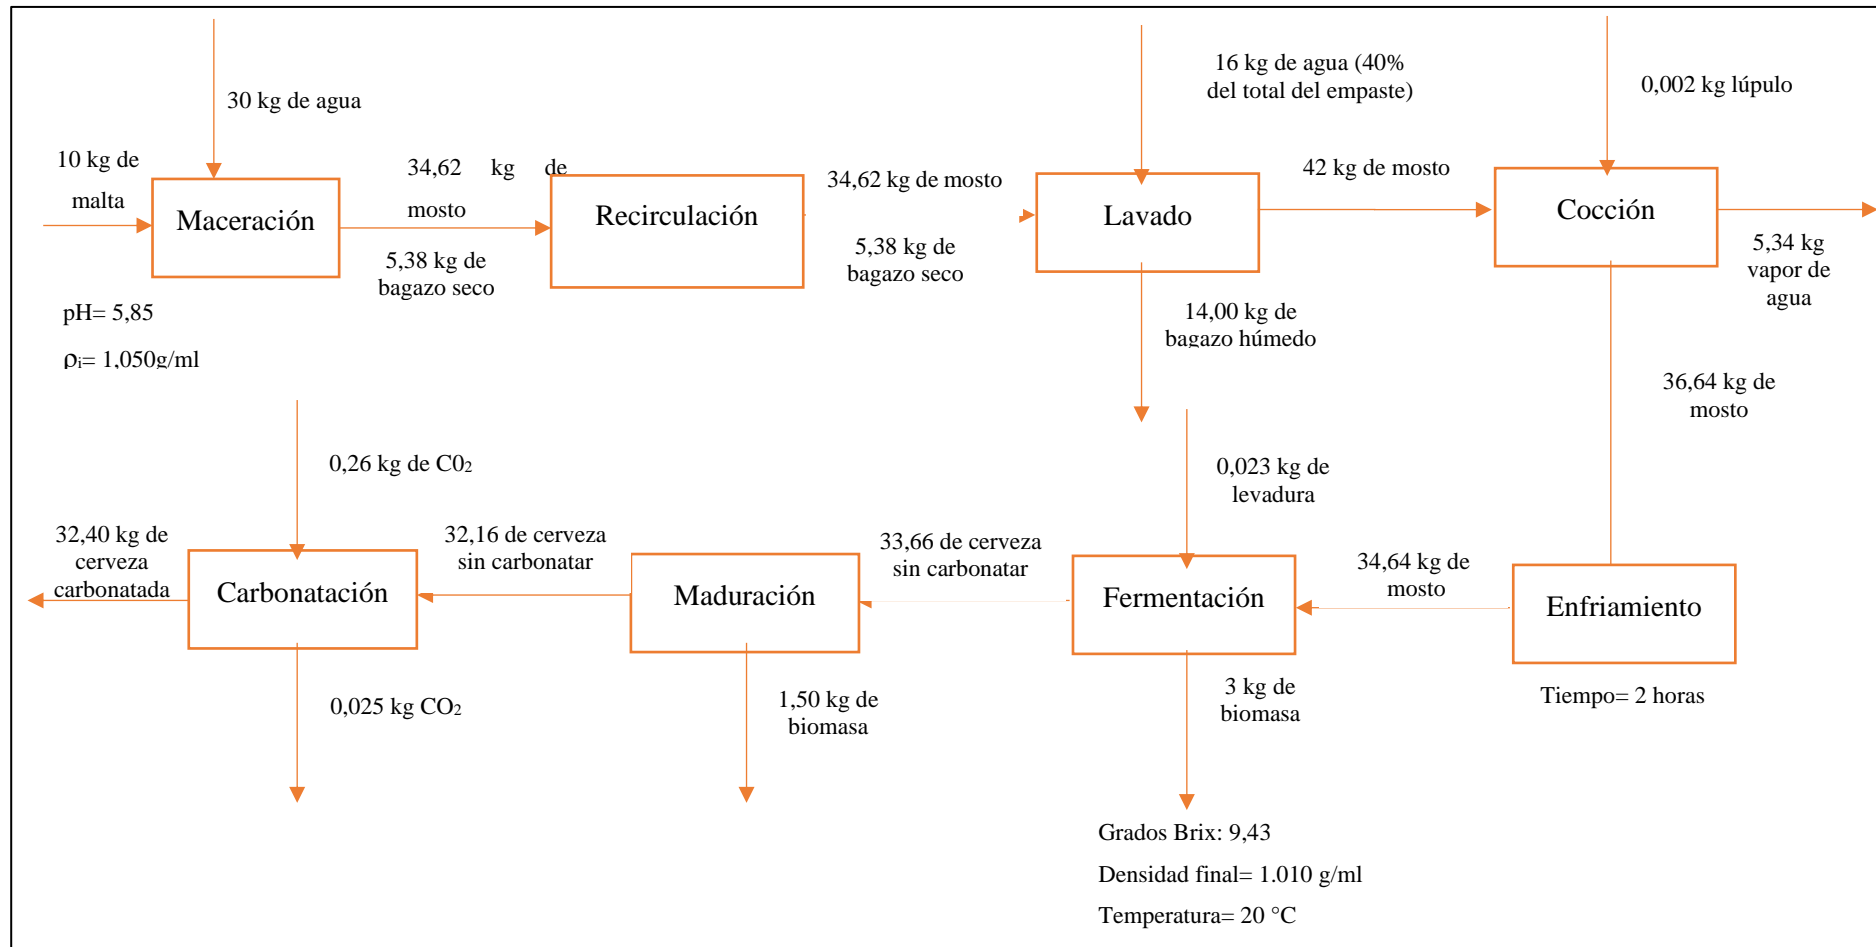 30 kg de agua
16 kg de agua (40%
del total del empaste)
0,002 kg lúpulo
10 kg de
malta
Maceración
34,62 kg de
mosto
5,38 kg de
bagazo seco
Recirculación
34,62 kg de mosto
5,38 kg de
bagazo seco
Lavado
42 kg de mosto
Cocción
5,34 kg
vapor de
agua
pH= 5,85
ρi= 1,050g/ml
14,00 kg de
bagazo húmedo
36,64 kg de
mosto
0,26 kg de C0₂
0,023 kg de
levadura
32,40 kg de
cerveza
carbonatada
Carbonatación
32,16 de cerveza
sin carbonatar
Maduración
33,66 de cerveza
sin carbonatar
Fermentación
34,64 kg de
mosto
Enfriamiento
0,025 kg CO₂
1,50 kg de
biomasa
3 kg de
biomasa
Tiempo= 2 horas
Grados Brix: 9,43
Densidad final= 1.010 g/ml
Temperatura= 20 °C